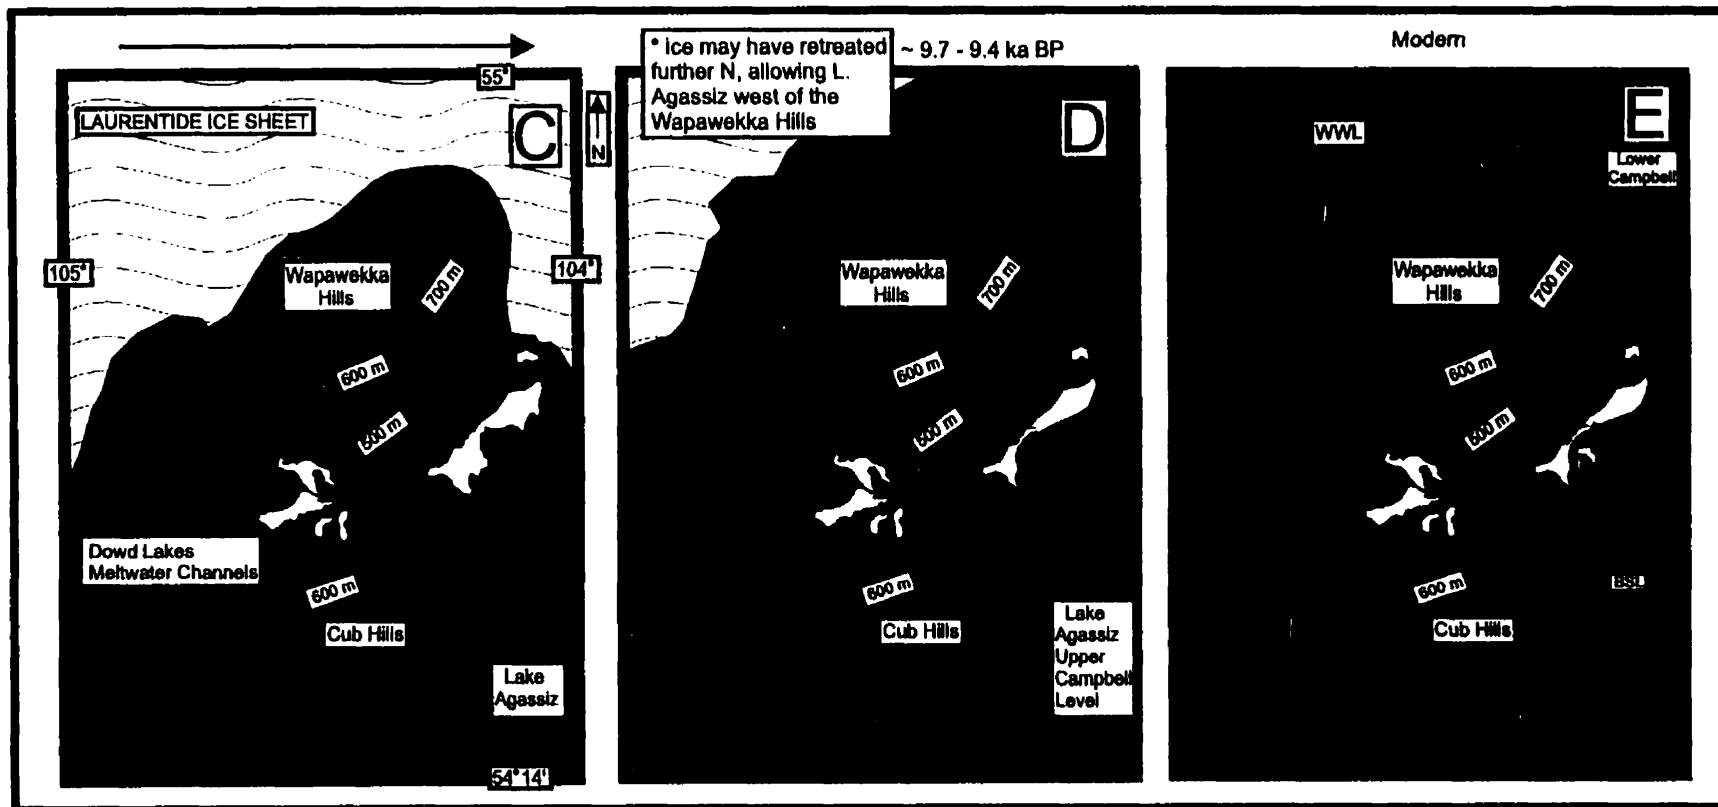 55°
LAURENTIDE ICE SHEET
C
N
105°
104°
Wapawekka
Hills
700 m
600 m
500 m
Dowd Lakes
Meltwater Channels
600 m
Cub Hills
Lake
Agassiz
54°14'
* Ice may have retreated
further N, allowing L.
Agassiz west of the
Wapawekka Hills
~ 9.7 - 9.4 ka BP
D
Wapawekka
Hills
700 m
600 m
500 m
600 m
Cub Hills
Lake
Agassiz
Upper
Campbell
Level
Modern
E
WWL
Lower
Campbell
Wapawekka
Hills
700 m
600 m
500 m
600 m
BSL
Cub Hills